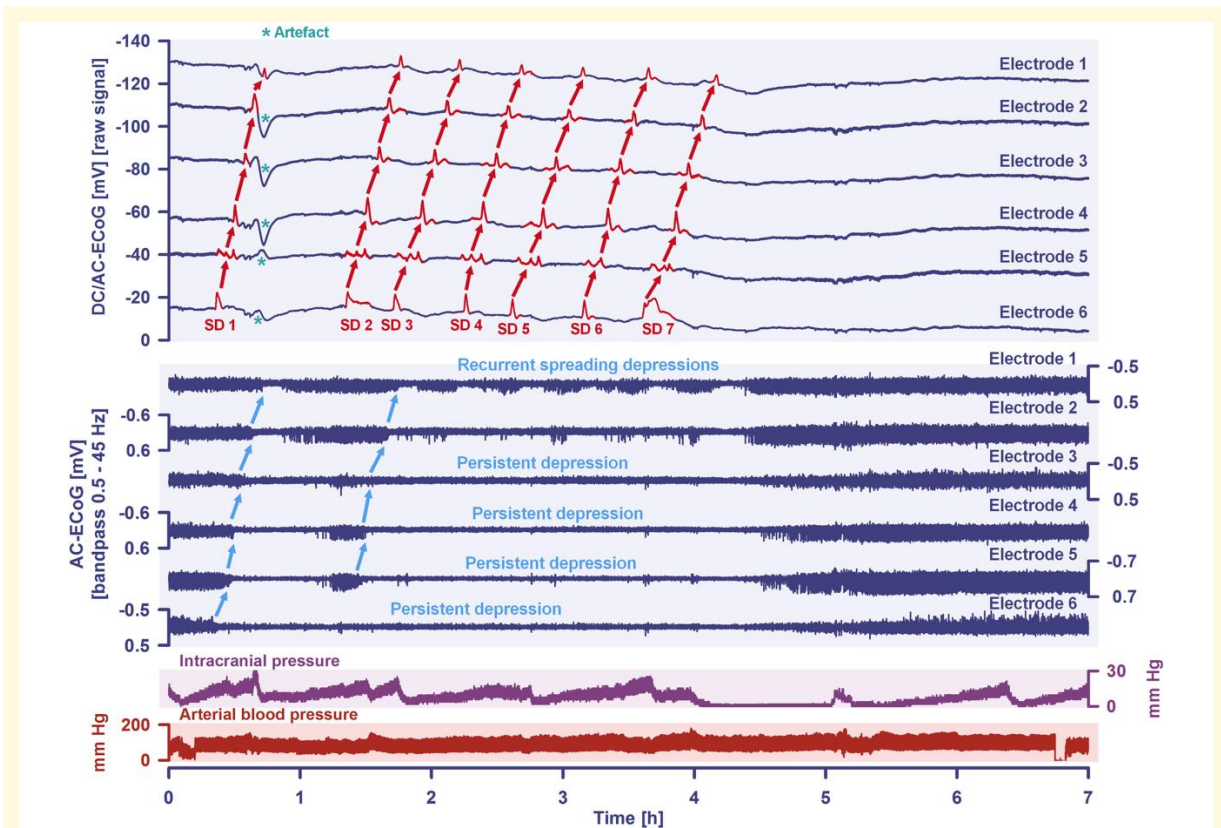 * Artefact
DC/AC-ECoG [mV] [raw signal]
-140
-120
-100
-80
-60
-40
-20
0
Electrode 1
Electrode 2
Electrode 3
Electrode 4
Electrode 5
Electrode 6
*
*
*
*
*
SD 1
SD 2
SD 3
SD 4
SD 5
SD 6
SD 7
AC-ECoG [mV]
[bandpass 0.5 - 45 Hz]
Recurrent spreading depressions
Electrode 1
-0.5
0.5
Electrode 2
-0.6
0.6
Persistent depression
Electrode 3
-0.5
0.5
Persistent depression
Electrode 4
-0.6
0.6
Persistent depression
Electrode 5
-0.7
0.7
Persistent depression
Electrode 6
-0.5
0.5
Intracranial pressure
30
0
mm Hg
Arterial blood pressure
mm Hg
200
0
0 1 2 3 4 5 6 7
Time [h]